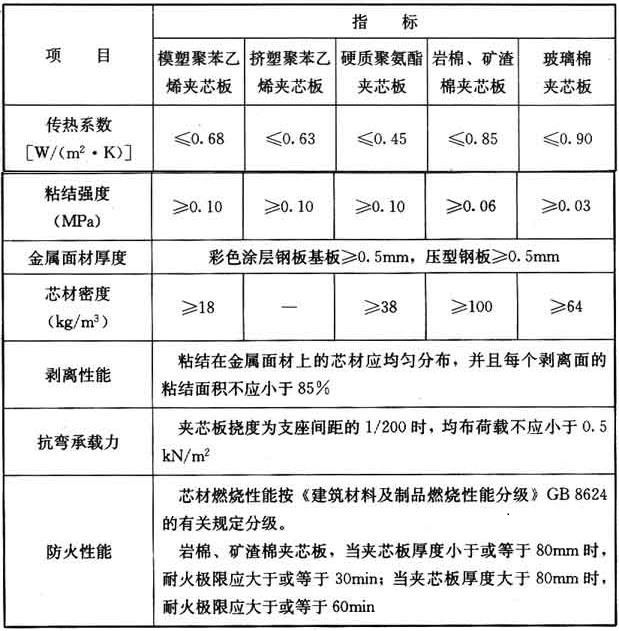 项 目
指 标
模塑聚苯乙
烯夹芯板
挤塑聚苯乙
烯夹芯板
硬质聚氨酯
夹芯板
岩棉、矿渣
棉夹芯板
玻璃棉
夹芯板
传热系数
[W/(m²·K)]
≤0.68
≤0.63
≤0.45
≤0.85
≤0.90
粘结强度
(MPa)
≥0.10
≥0.10
≥0.10
≥0.06
≥0.03
金属面材厚度
彩色涂层钢板基板≥0.5mm，压型钢板≥0.5mm
芯材密度
(kg/m³)
≥18
—
≥38
≥100
≥64
剥离性能
粘结在金属面材上的芯材应均匀分布，并且每个剥离面的
粘结面积不应小于85%
抗弯承载力
夹芯板挠度为支座间距的1/200时，均布荷载不应小于0.5
kN/m²
防火性能
芯材燃烧性能按《建筑材料及制品燃烧性能分级》GB 8624
的有关规定分级。
岩棉、矿渣棉夹芯板，当夹芯板厚度小于或等于80mm时，
耐火极限应大于或等于30min；当夹芯板厚度大于80mm时，
耐火极限应大于或等于60min